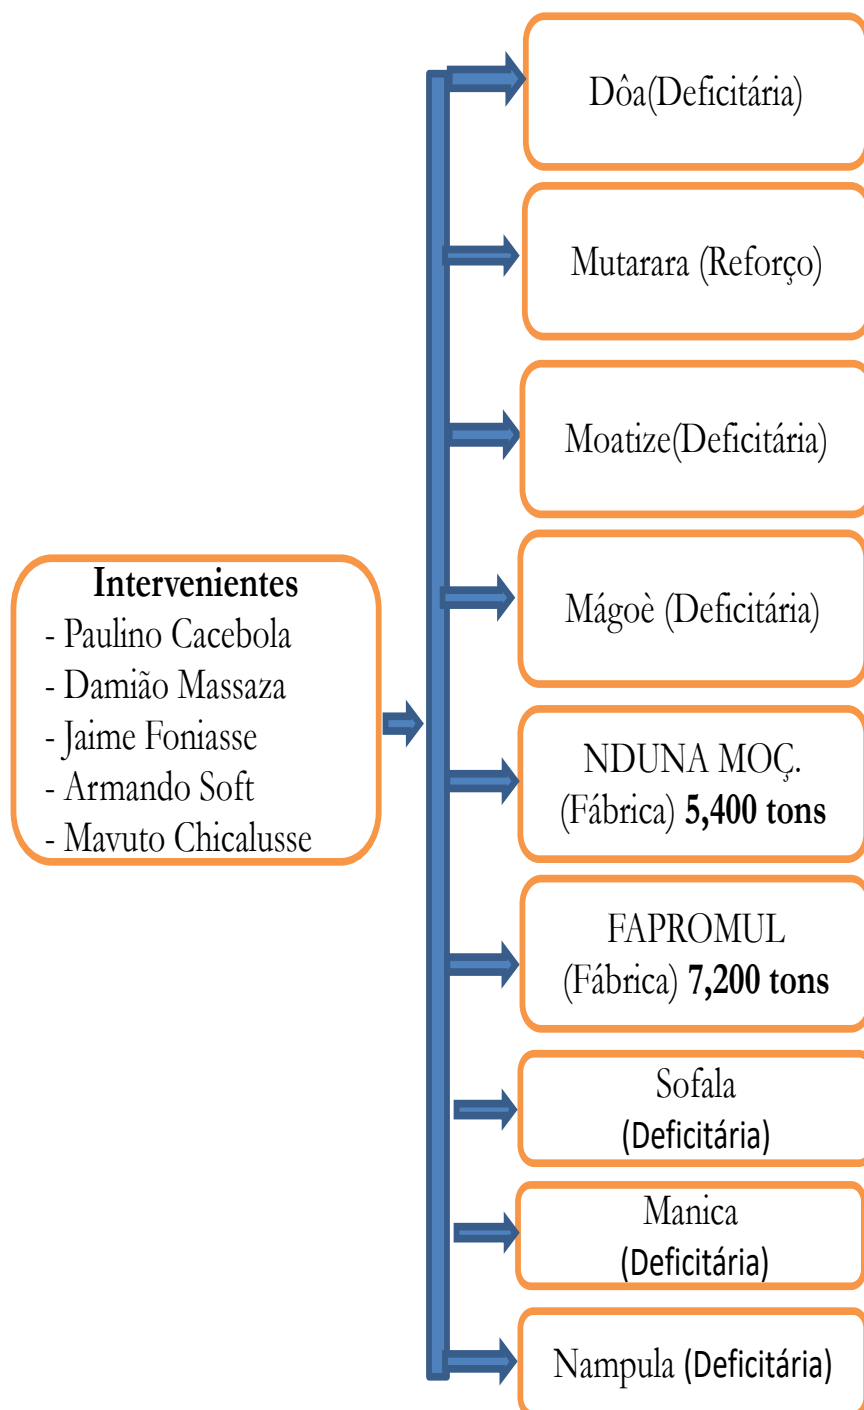 Intervenientes
- Paulino Cacebola
- Damião Massaza
- Jaime Foniasse
- Armando Soft
- Mavuto Chicalusse
Dôa(Deficitária)
Mutarara (Reforço)
Moatize(Deficitária)
Mágoè (Deficitária)
NDUNA MOÇ.
(Fábrica) 5,400 tons
FAPROMUL
(Fábrica) 7,200 tons
Sofala
(Deficitária)
Manica
(Deficitária)
Nampula (Deficitária)